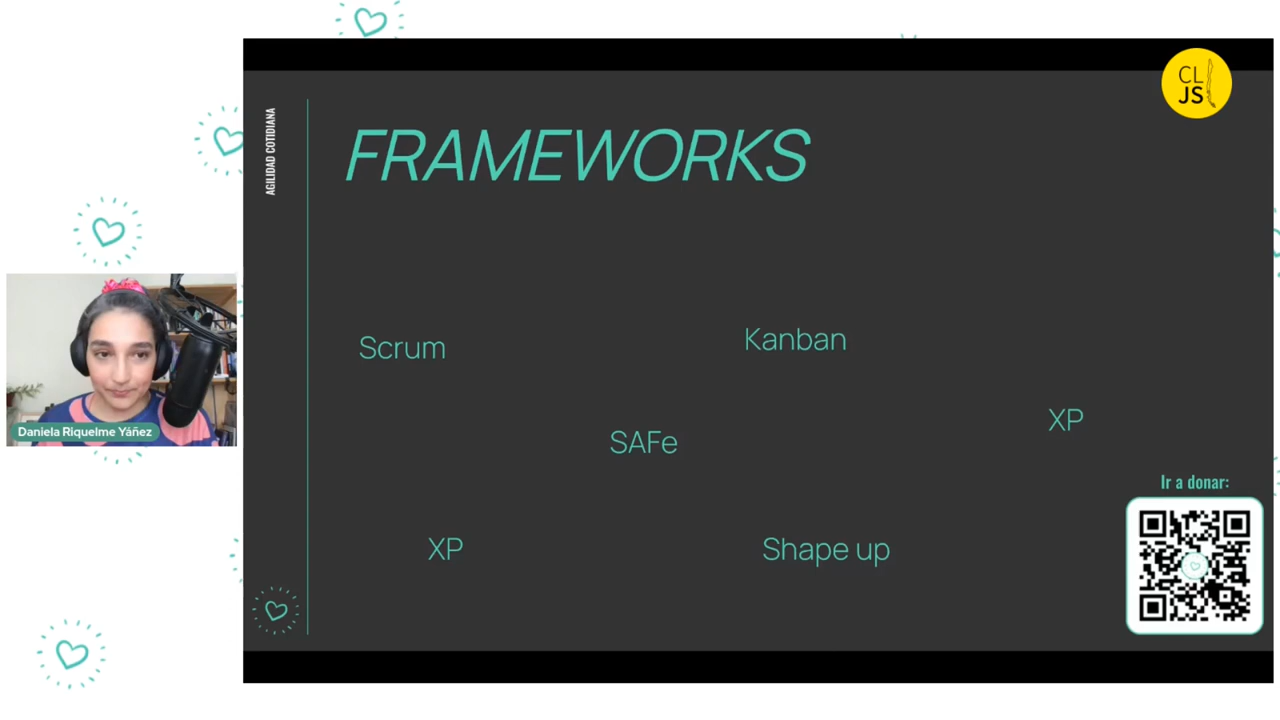 CL
JS
AGILIDAD COTIDIANA
FRAMEWORKS
Scrum
Kanban
XP
SAFe
XP
Shape up
Ir a donar:
Daniela Riquelme Yáñez